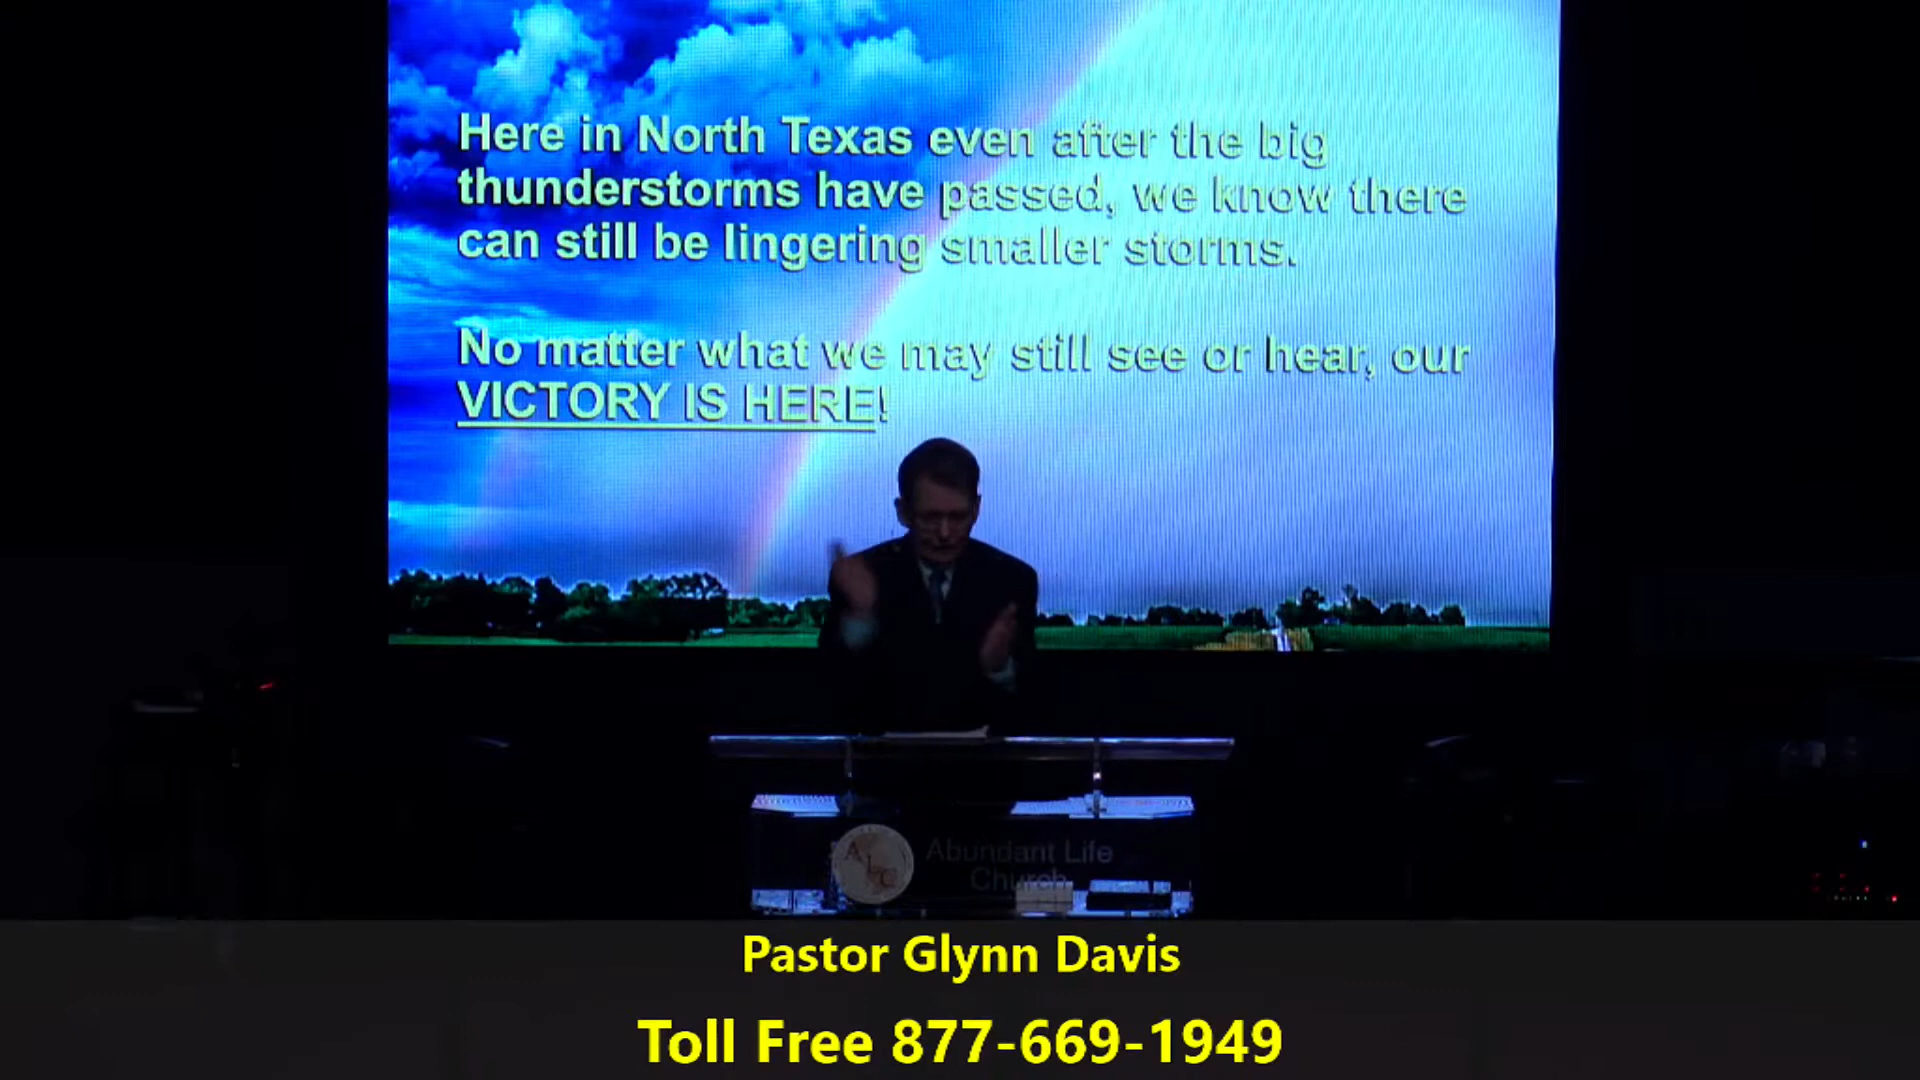 Here in North Texas even after the big
thunderstorms have passed, we know there
can still be lingering smaller storms.
No matter what we may still see or hear, our
VICTORY IS HERE!
ALC
Abundant Life
Church
Pastor Glynn Davis
Toll Free 877-669-1949